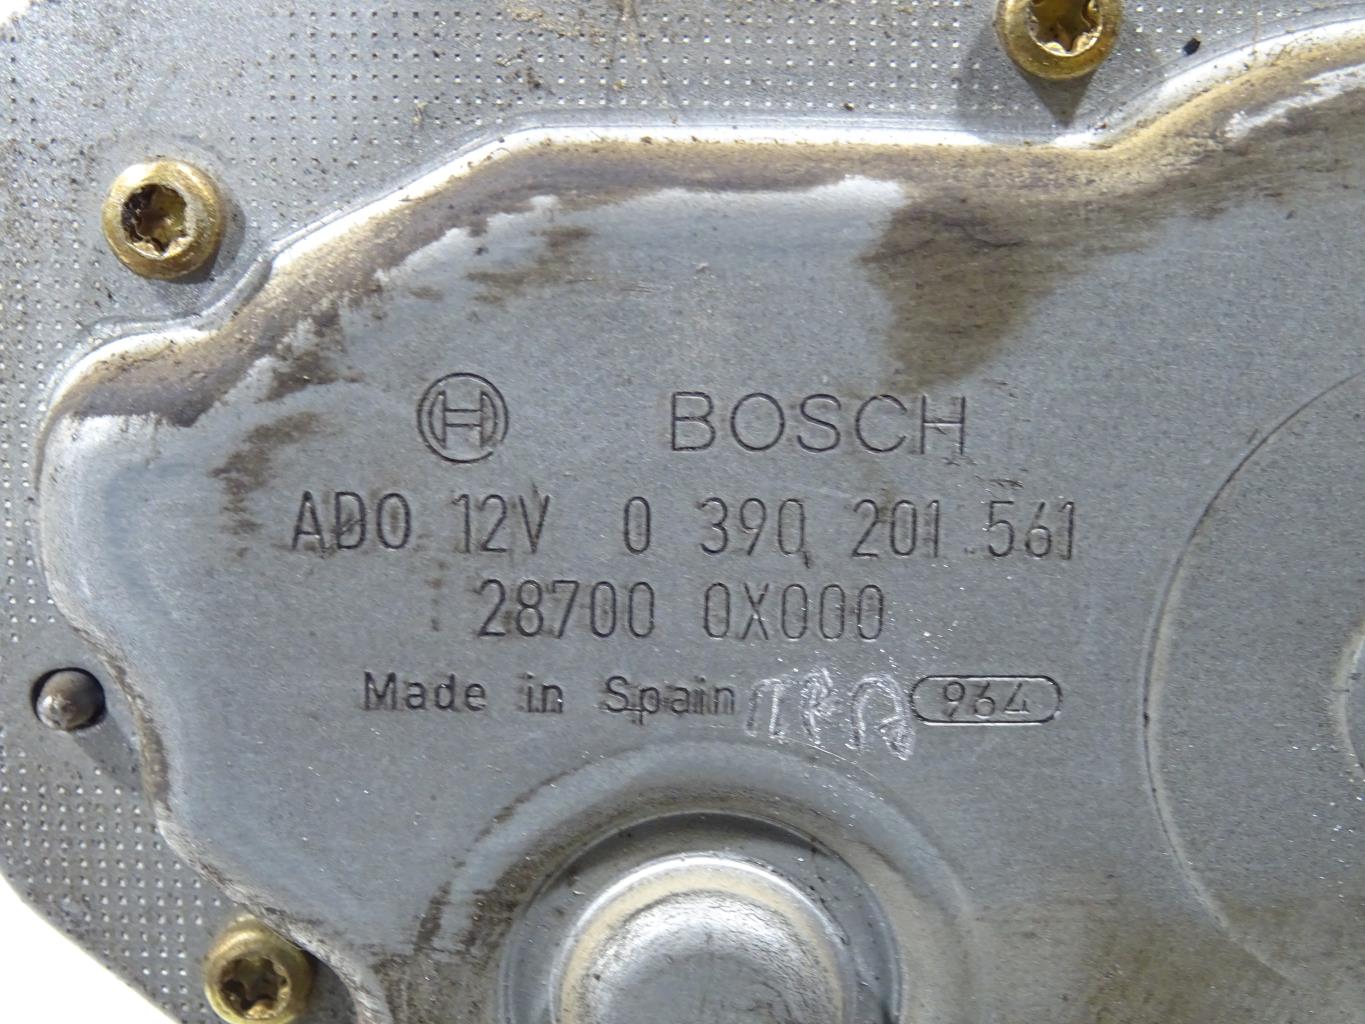 BOSCH
ADO 12V 0 390 201 561
28700 0X000
Made in Spain 964